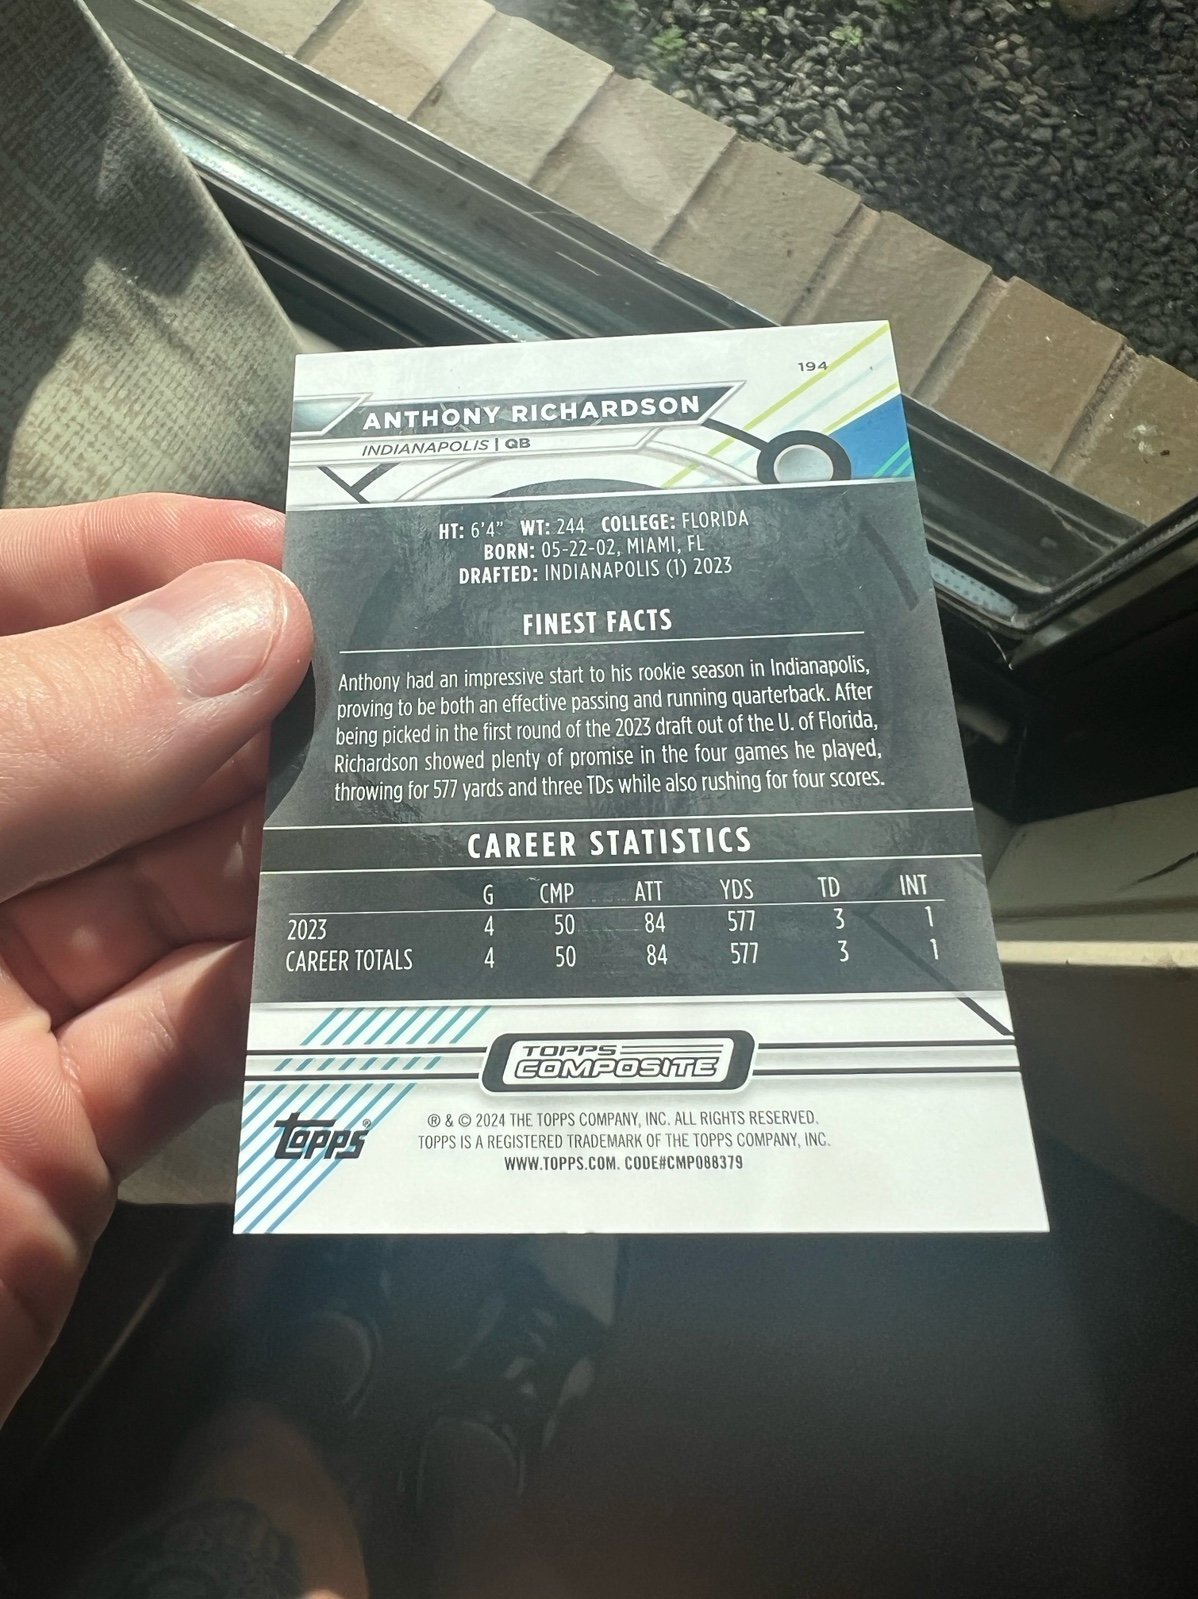 194
ANTHONY RICHARDSON
INDIANAPOLIS | QB
HT: 6'4" WT: 244 COLLEGE: FLORIDA
BORN: 05-22-02, MIAMI, FL
DRAFTED: INDIANAPOLIS (1) 2023
FINEST FACTS
Anthony had an impressive start to his rookie season in Indianapolis,
proving to be both an effective passing and running quarterback. After
being picked in the first round of the 2023 draft out of the U. of Florida,
Richardson showed plenty of promise in the four games he played,
throwing for 577 yards and three TDs while also rushing for four scores.
CAREER STATISTICS
G CMP ATT YDS TD INT
2023 4 50 84 577 3 1
CAREER TOTALS 4 50 84 577 3 1
TOPPS
COMPOSITE
topps®
® & © 2024 THE TOPPS COMPANY, INC. ALL RIGHTS RESERVED.
TOPPS IS A REGISTERED TRADEMARK OF THE TOPPS COMPANY, INC.
WWW.TOPPS.COM. CODE#CMP088379